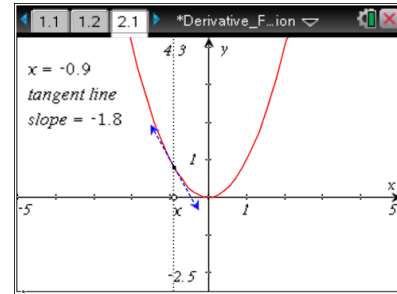 1.1 1.2 2.1 *Derivative_F…ion
4.3 y
x = -0.9
tangent line
slope = -1.8
1
x
-5 x 1 5
-2.5